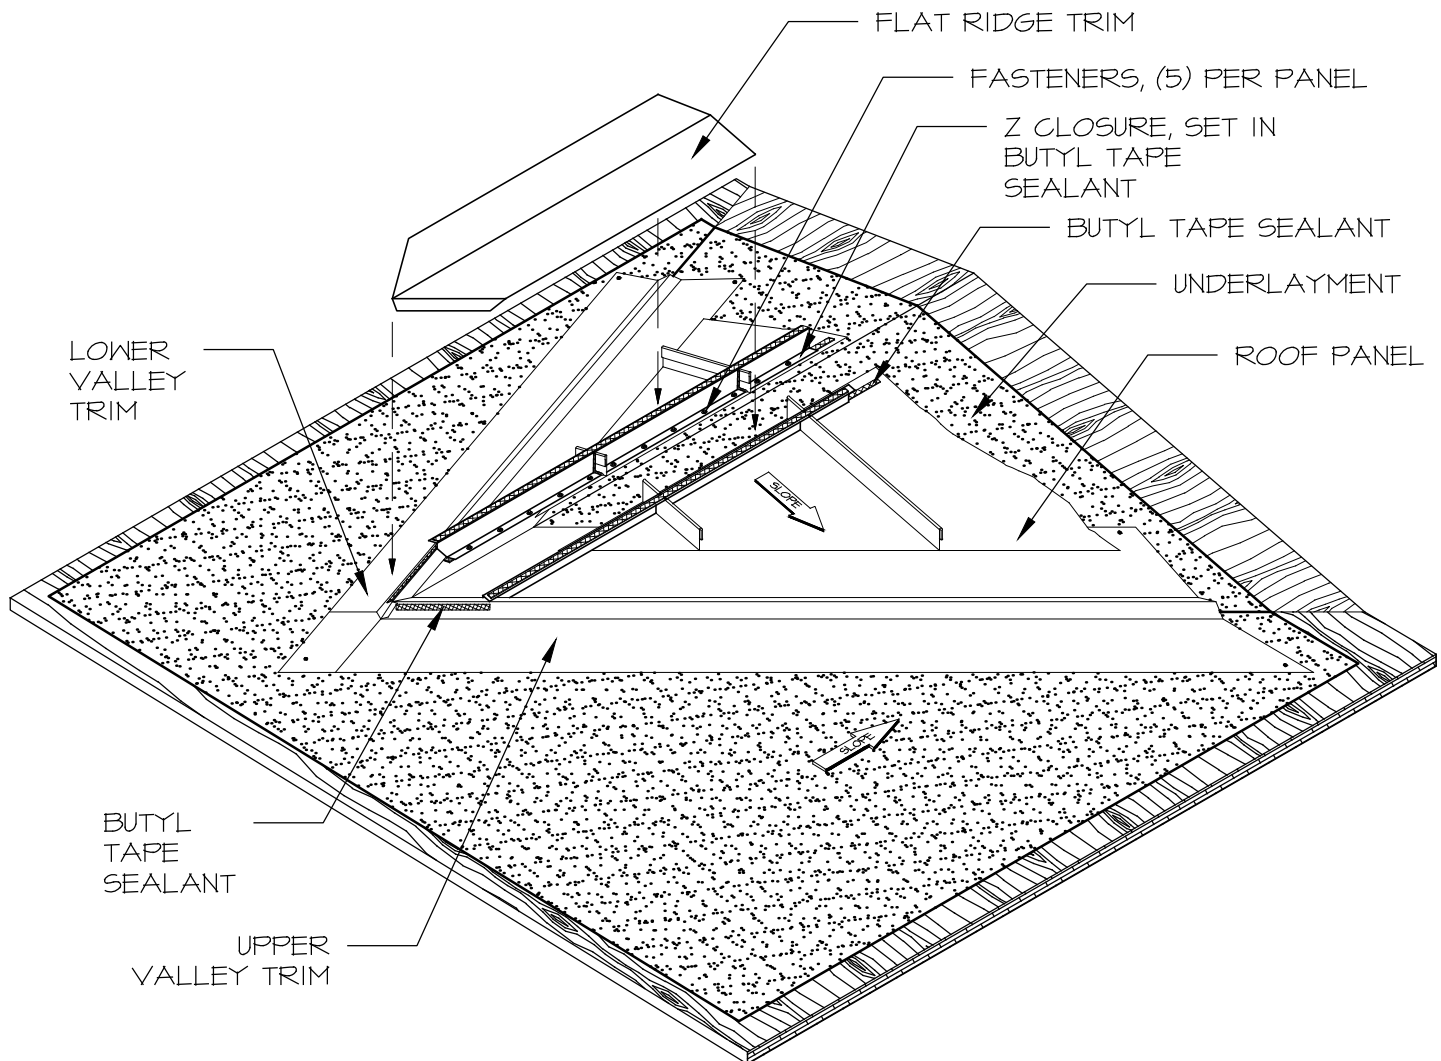 FLAT RIDGE TRIM
FASTENERS, (5) PER PANEL
Z CLOSURE, SET IN
BUTYL TAPE
SEALANT
BUTYL TAPE SEALANT
UNDERLAYMENT
ROOF PANEL
LOWER
VALLEY
TRIM
SLOPE
SLOPE
BUTYL
TAPE
SEALANT
UPPER
VALLEY TRIM